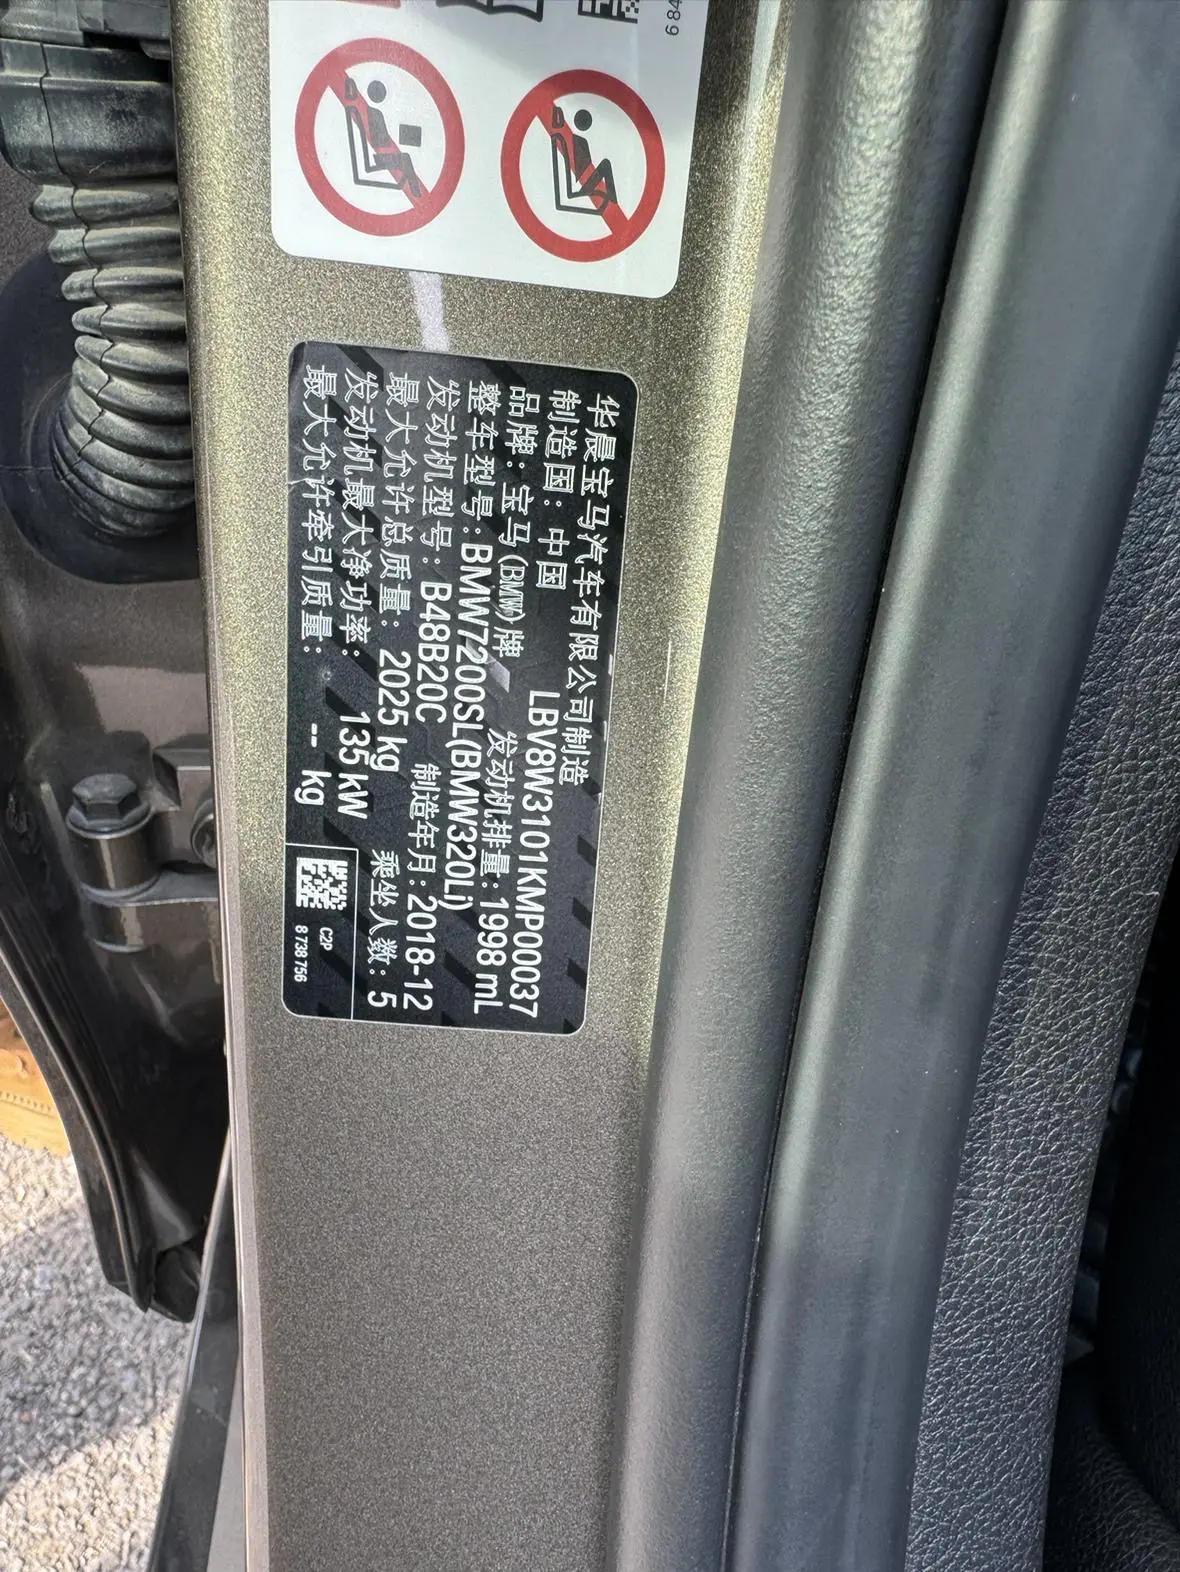 6 84
华晨宝马汽车有限公司制造
制造国：中国 LBV8W3101KMP00037
品牌：宝马(BMW)牌 发动机排量：1998 mL
整车型号：BMW7200SL(BMW320Li)
发动机型号：B48B20C 制造年月：2018-12
最大允许总质量：2025 kg 乘坐人数：5
发动机最大净功率：135 kW
最大允许牵引质量：-- kg
C2P
8 738 756